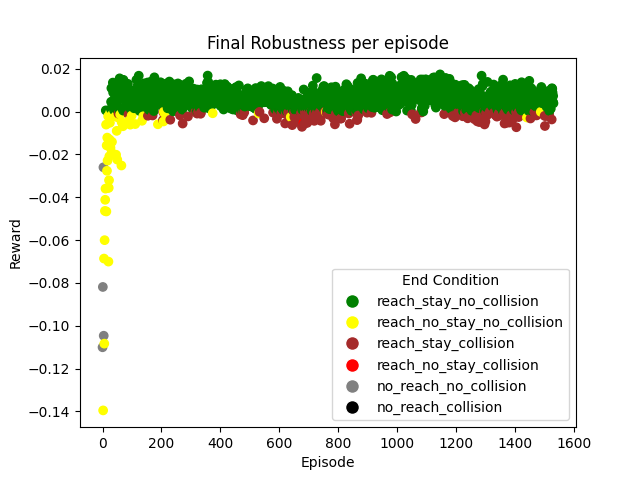 Final Robustness per episode
0.02
0.00
−0.02
−0.04
−0.06
−0.08
−0.10
−0.12
−0.14
Reward
End Condition
reach_stay_no_collision
reach_no_stay_no_collision
reach_stay_collision
reach_no_stay_collision
no_reach_no_collision
no_reach_collision
0 200 400 600 800 1000 1200 1400 1600
Episode